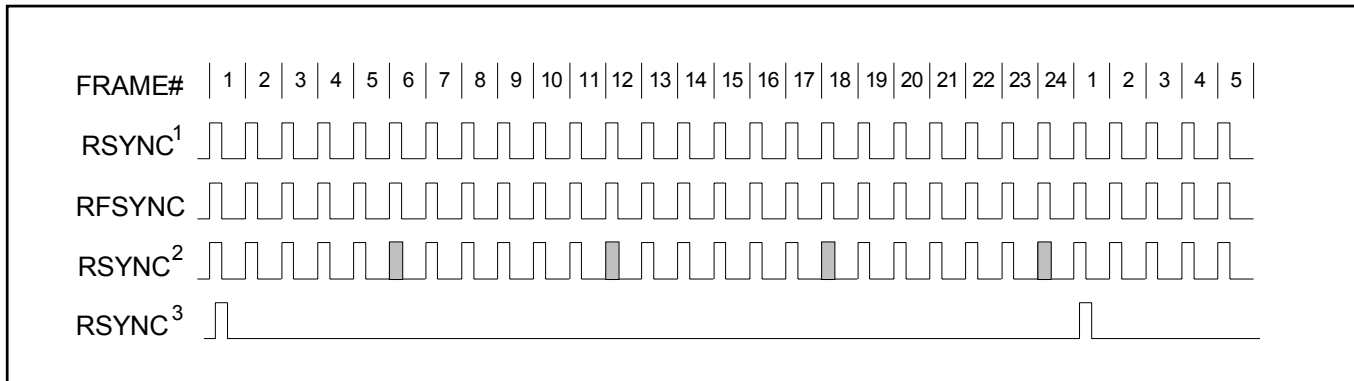 FRAME# 1 2 3 4 5 6 7 8 9 10 11 12 13 14 15 16 17 18 19 20 21 22 23 24 1 2 3 4 5
RSYNC1
RFSYNC
RSYNC2
RSYNC3